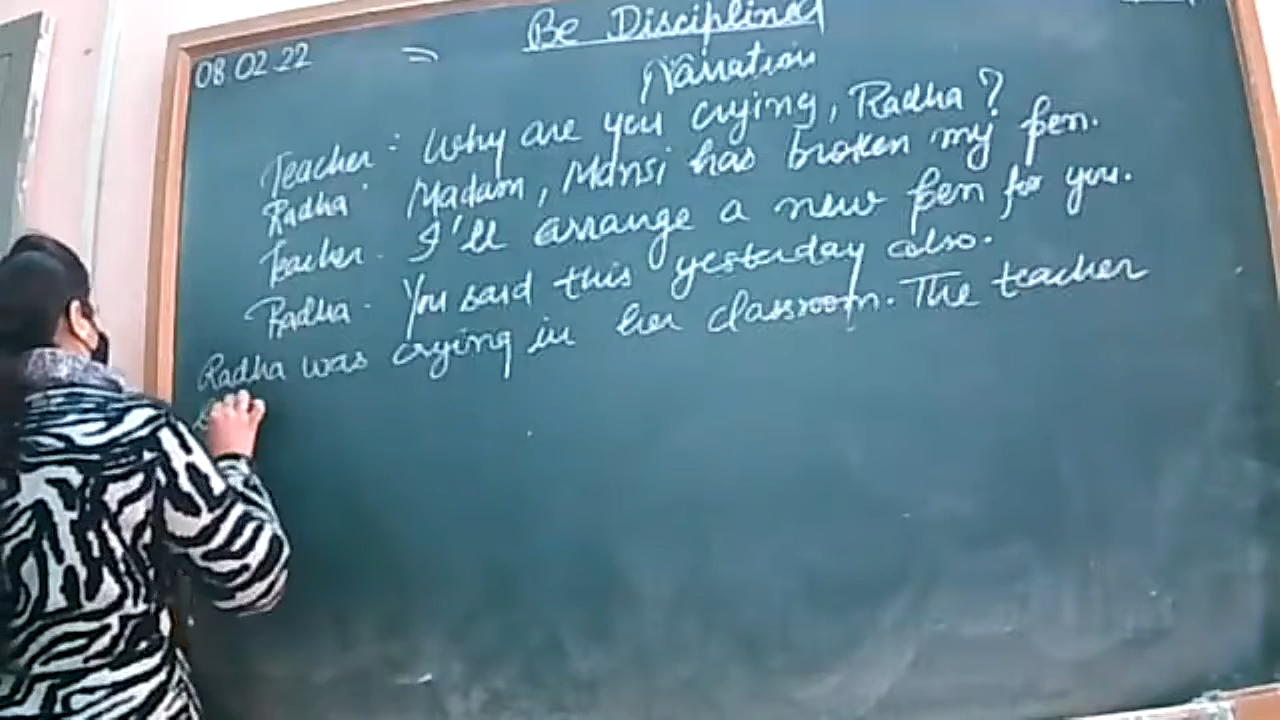 Be Disciplined
08.02.22
Narration
Teacher : Why are you crying, Radha?
Radha - Madam, Mansi has broken my pen.
Teacher - I'll arrange a new pen for you.
Radha - You said this yesterday also.
Radha was crying in her classroom. The teacher